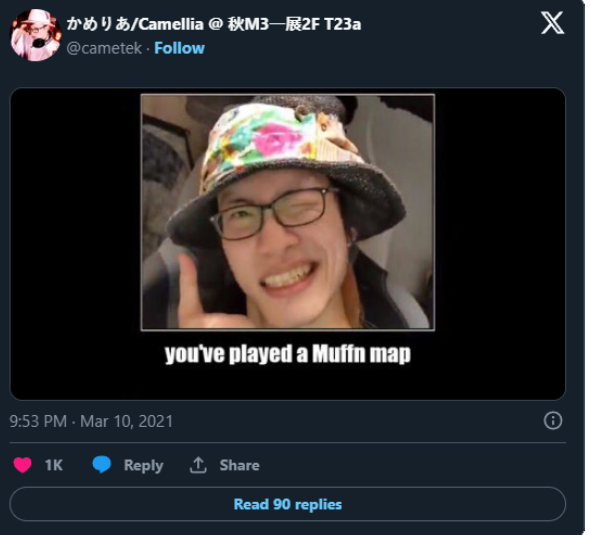 かめりあ/Camellia @ 秋M3─展2F T23a
@cametek · Follow
you've played a Muffn map
9:53 PM · Mar 10, 2021
1K Reply Share
Read 90 replies